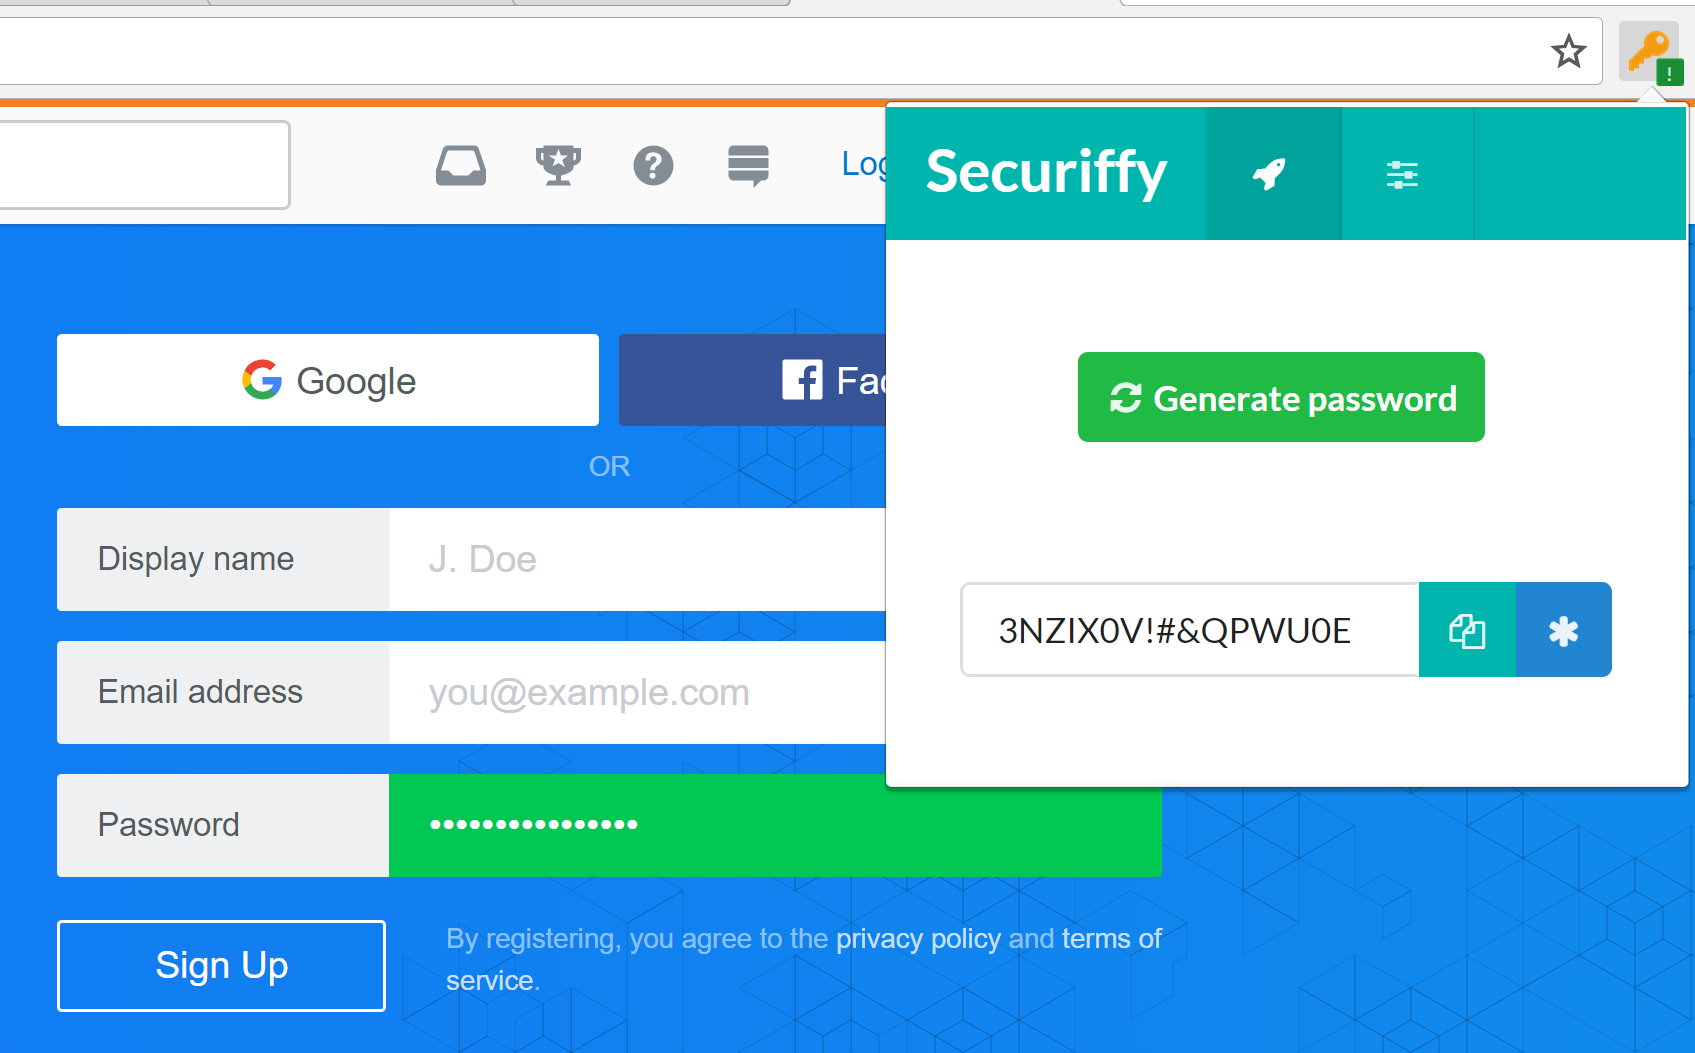 !
Log
Securiffy
Google
Fac
Generate password
OR
Display name
J. Doe
3NZIX0V!#&QPWU0E
Email address
you@example.com
Password
••••••••••••••••
Sign Up
By registering, you agree to the privacy policy and terms of
service.